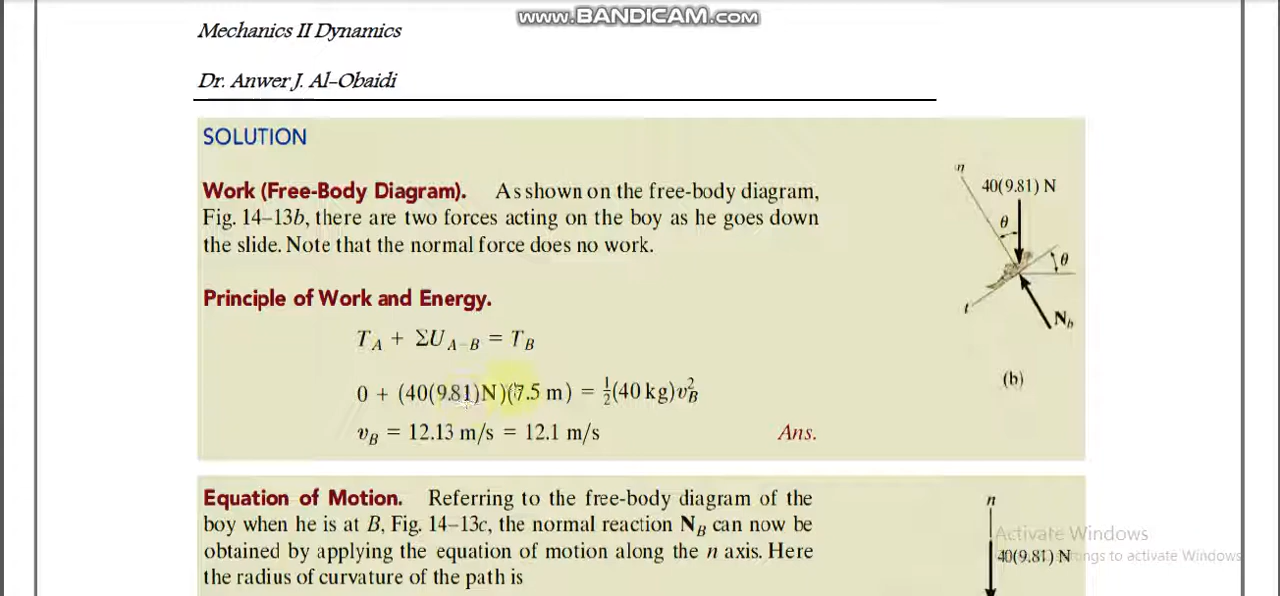 www.BANDICAM.com
Mechanics II Dynamics
Dr. Anwer J. Al-Obaidi
SOLUTION
Work (Free-Body Diagram). As shown on the free-body diagram,
Fig. 14–13b, there are two forces acting on the boy as he goes down
the slide. Note that the normal force does no work.
Principle of Work and Energy.
T_A + ΣU_A–B = T_B
0 + (40(9.81)N)(7.5 m) = ½(40 kg)v_B²
v_B = 12.13 m/s = 12.1 m/s Ans.
n
40(9.81) N
θ
θ
t
N_b
(b)
Equation of Motion. Referring to the free-body diagram of the
boy when he is at B, Fig. 14–13c, the normal reaction N_B can now be
obtained by applying the equation of motion along the n axis. Here
the radius of curvature of the path is
n
Activate Windows
40(9.81) N
ngs to activate Windows